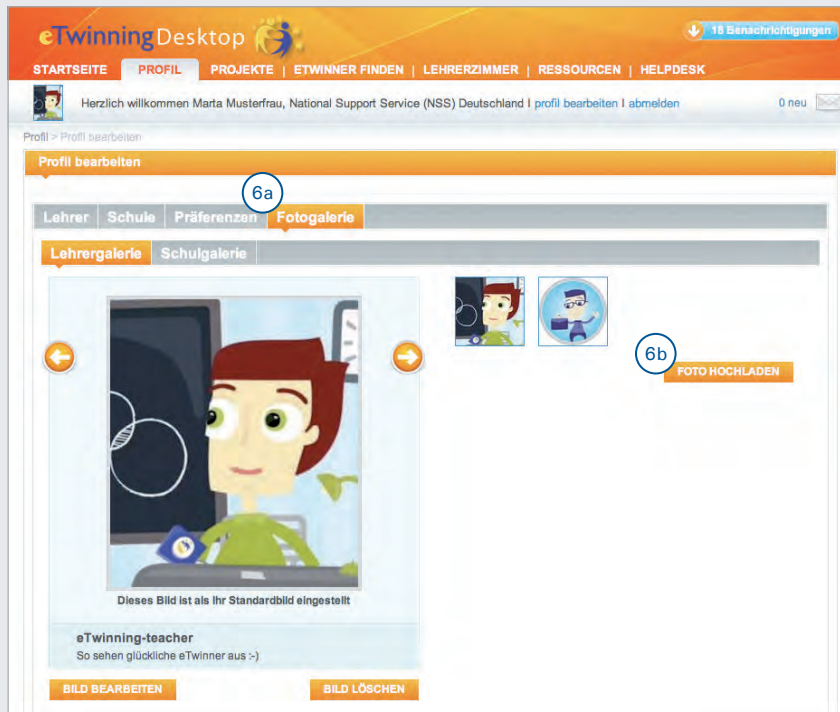 eTwinning Desktop
18 Benachrichtigungen
STARTSEITE PROFIL PROJEKTE | ETWINNER FINDEN | LEHRERZIMMER | RESSOURCEN | HELPDESK
Herzlich willkommen Marta Musterfrau, National Support Service (NSS) Deutschland I profil bearbeiten I abmelden
0 neu
Profil > Profil bearbeiten
Profil bearbeiten
6a
Lehrer Schule Präferenzen Fotogalerie
Lehrergalerie Schulgalerie
6b
FOTO HOCHLADEN
Dieses Bild ist als Ihr Standardbild eingestellt
eTwinning-teacher
So sehen glückliche eTwinner aus :-)
BILD BEARBEITEN BILD LÖSCHEN